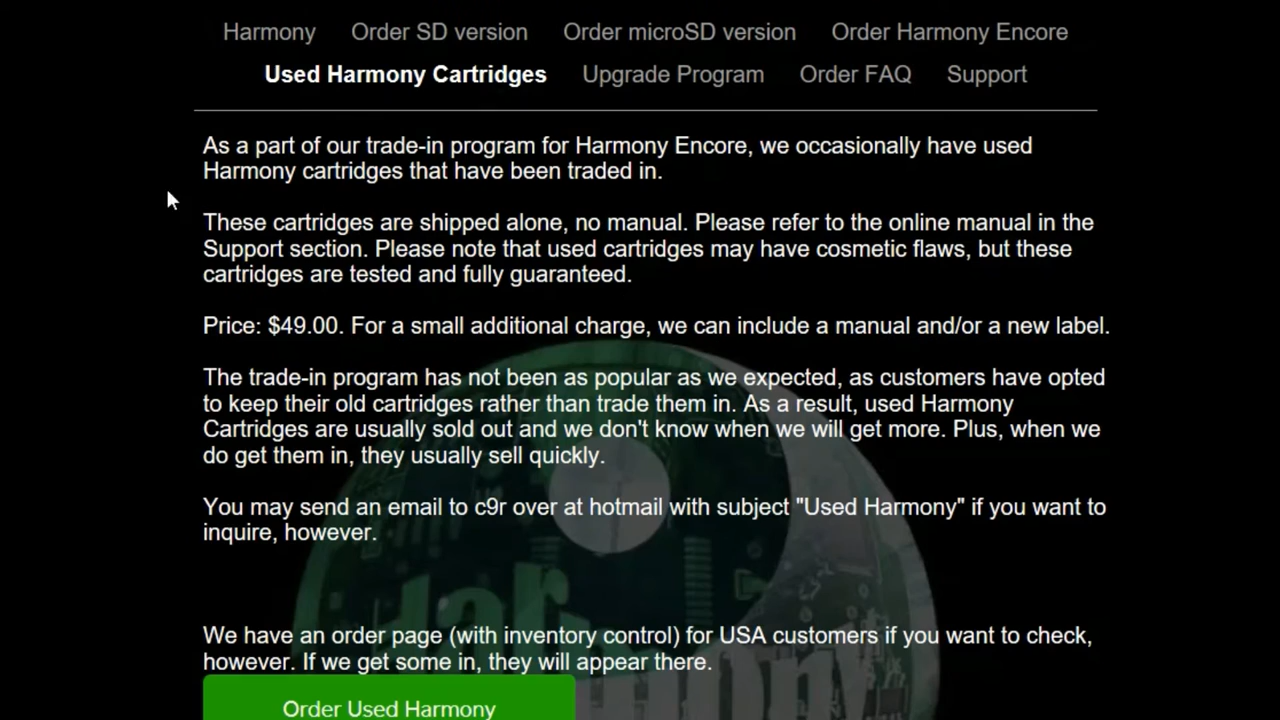 Harmony Order SD version Order microSD version Order Harmony Encore
Used Harmony Cartridges Upgrade Program Order FAQ Support
As a part of our trade-in program for Harmony Encore, we occasionally have used
Harmony cartridges that have been traded in.
These cartridges are shipped alone, no manual. Please refer to the online manual in the
Support section. Please note that used cartridges may have cosmetic flaws, but these
cartridges are tested and fully guaranteed.
Price: $49.00. For a small additional charge, we can include a manual and/or a new label.
The trade-in program has not been as popular as we expected, as customers have opted
to keep their old cartridges rather than trade them in. As a result, used Harmony
Cartridges are usually sold out and we don't know when we will get more. Plus, when we
do get them in, they usually sell quickly.
You may send an email to c9r over at hotmail with subject "Used Harmony" if you want to
inquire, however.
We have an order page (with inventory control) for USA customers if you want to check,
however. If we get some in, they will appear there.
Order Used Harmony